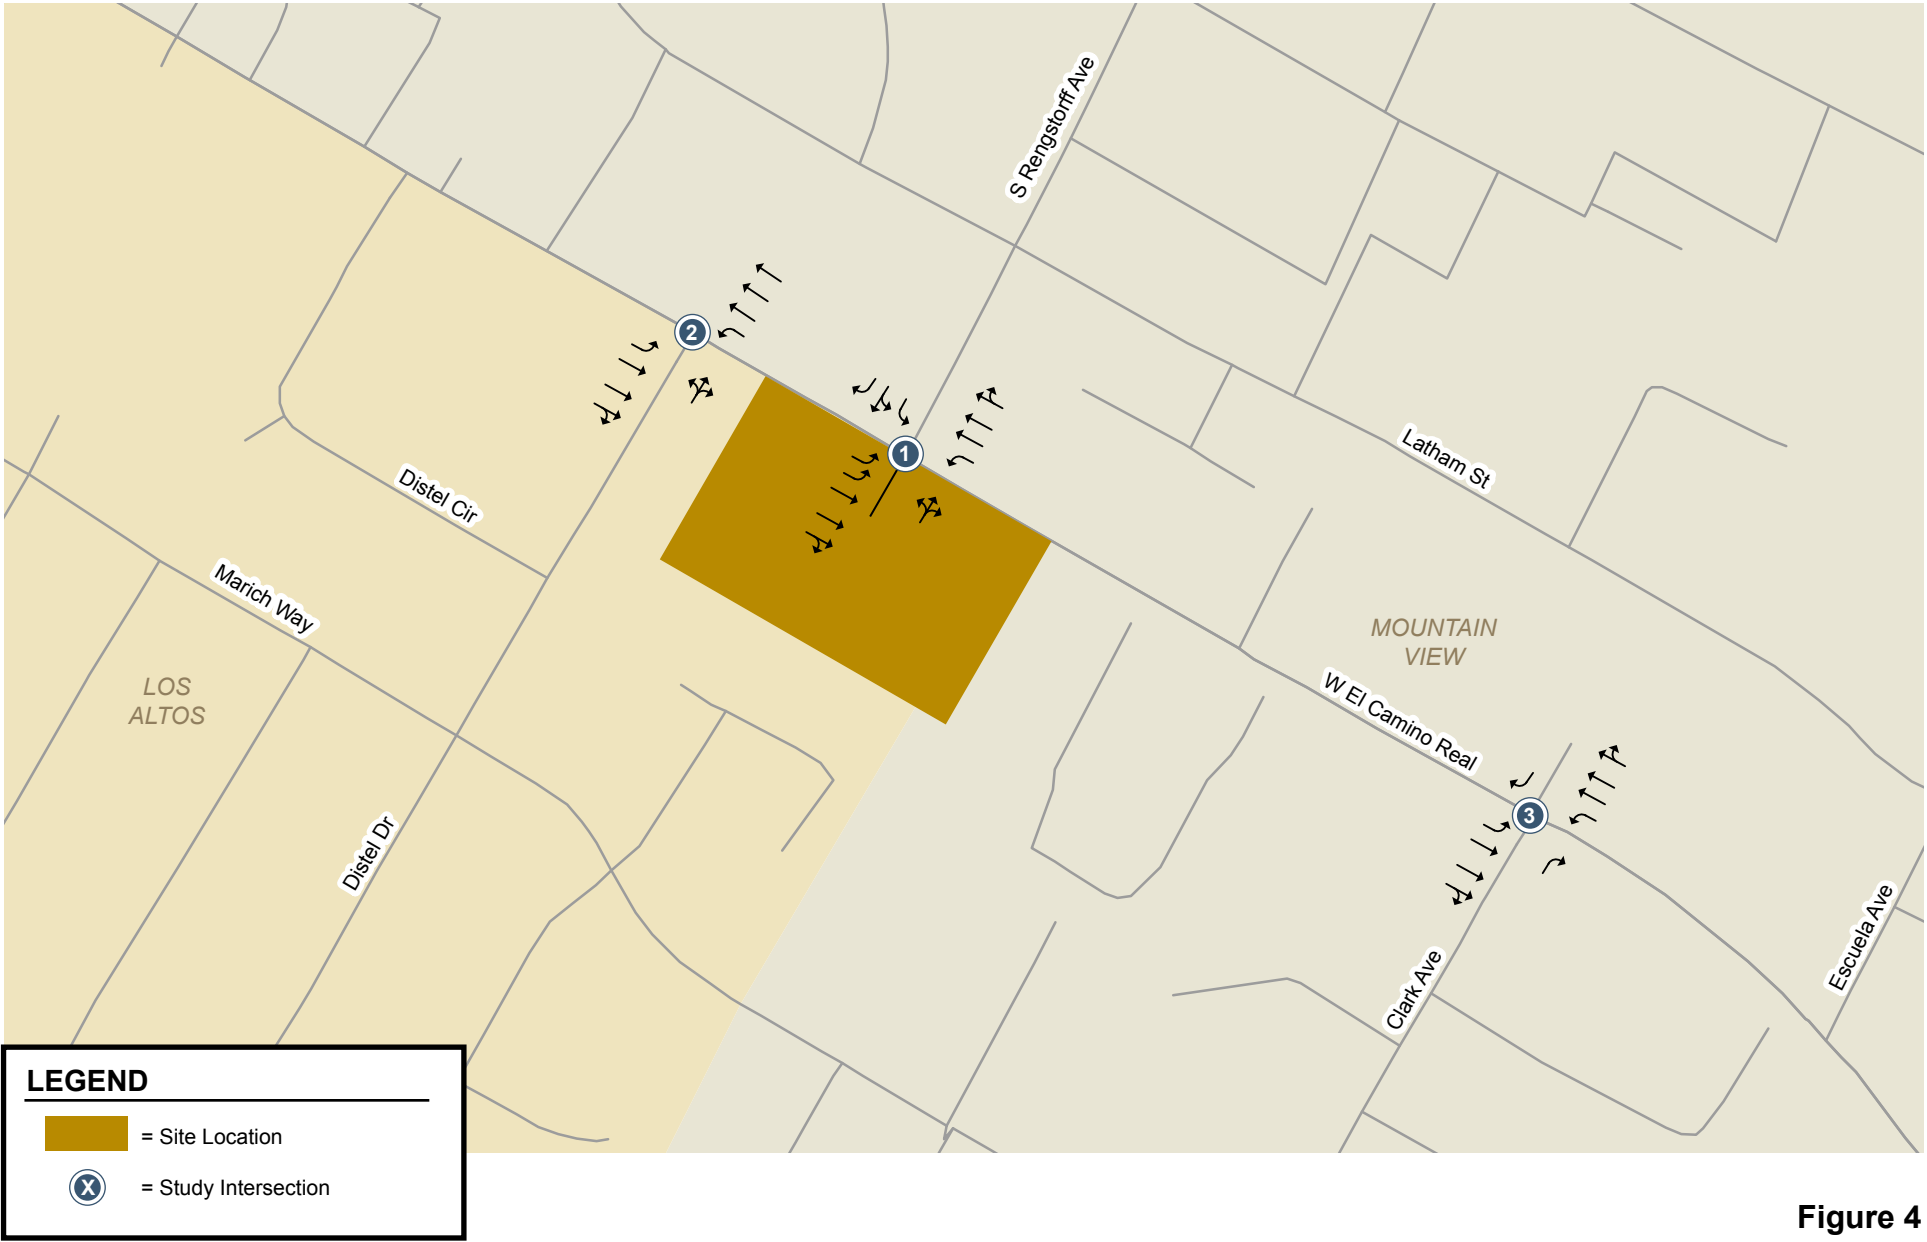 S Rengstorff Ave
2
1
Latham St
Distel Cir
Marich Way
MOUNTAIN
VIEW
LOS
ALTOS
W El Camino Real
3
Distel Dr
Escuela Ave
Clark Ave
LEGEND
= Site Location
X = Study Intersection
Figure 4